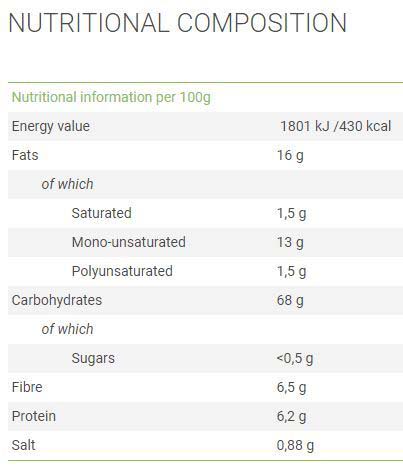 NUTRITIONAL COMPOSITION
Nutritional information per 100g
Energy value 1801 kJ /430 kcal
Fats 16 g
of which
Saturated 1,5 g
Mono-unsaturated 13 g
Polyunsaturated 1,5 g
Carbohydrates 68 g
of which
Sugars <0,5 g
Fibre 6,5 g
Protein 6,2 g
Salt 0,88 g